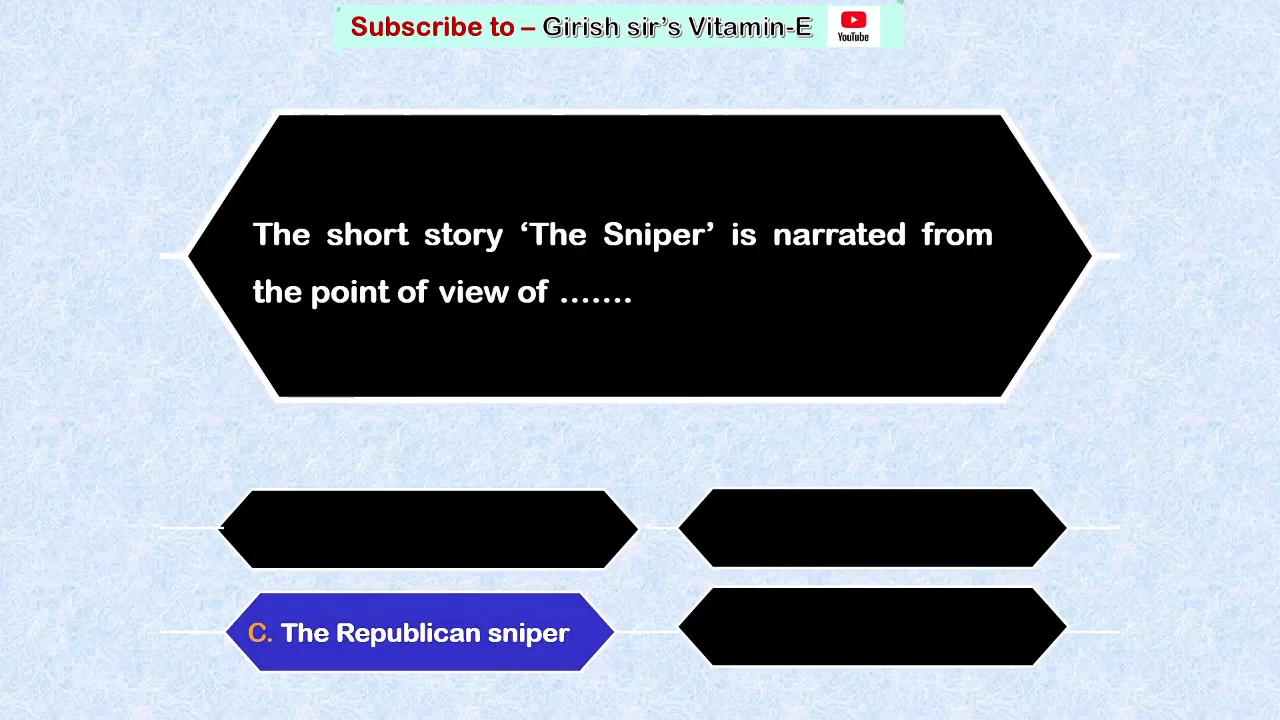 Subscribe to – Girish sir's Vitamin-E
YouTube
The short story ‘The Sniper’ is narrated from
the point of view of .......
C. The Republican sniper